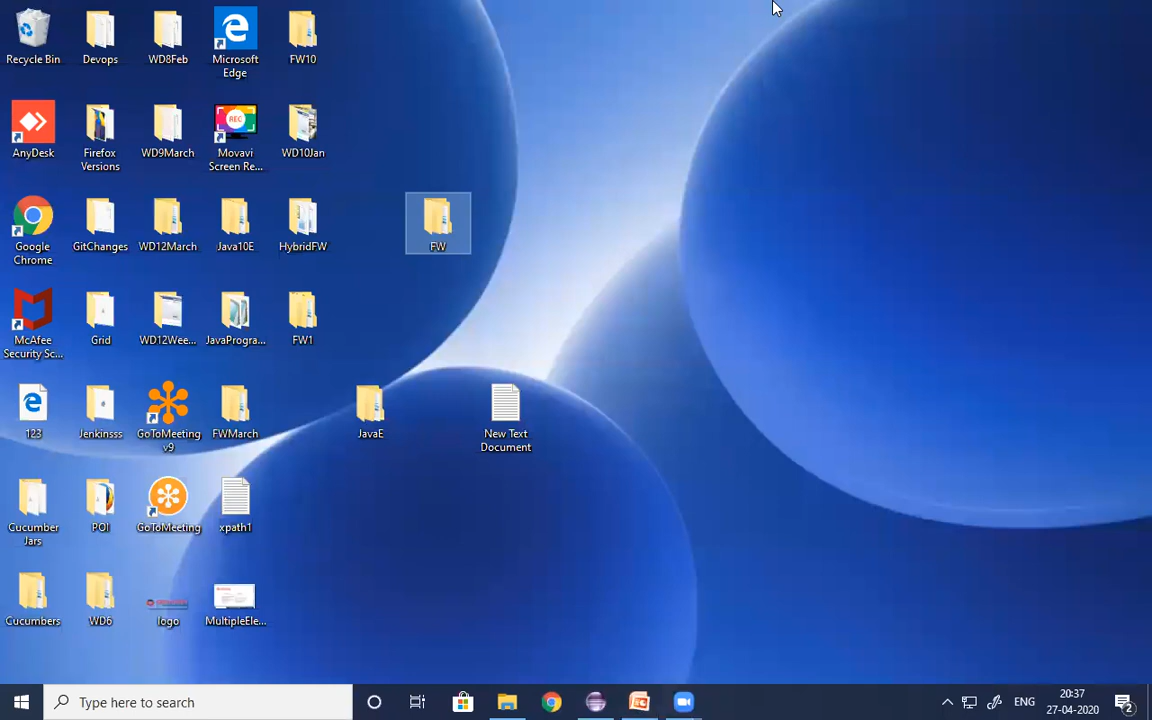 Recycle Bin
Devops
WD8Feb
Microsoft
Edge
FW10
AnyDesk
Firefox
Versions
WD9March
REC
Movavi
Screen Re...
WD10Jan
Google
Chrome
GitChanges
WD12March
Java10E
HybridFW
FW
McAfee
Security Sc...
Grid
WD12Wee...
JavaProgra...
FW1
123
Jenkinsss
GoToMeeting
v9
FWMarch
JavaE
New Text
Document
Cucumber
Jars
POI
GoToMeeting
xpath1
Cucumbers
WD6
logo
MultipleEle...
Type here to search
ENG
20:37
27-04-2020
2